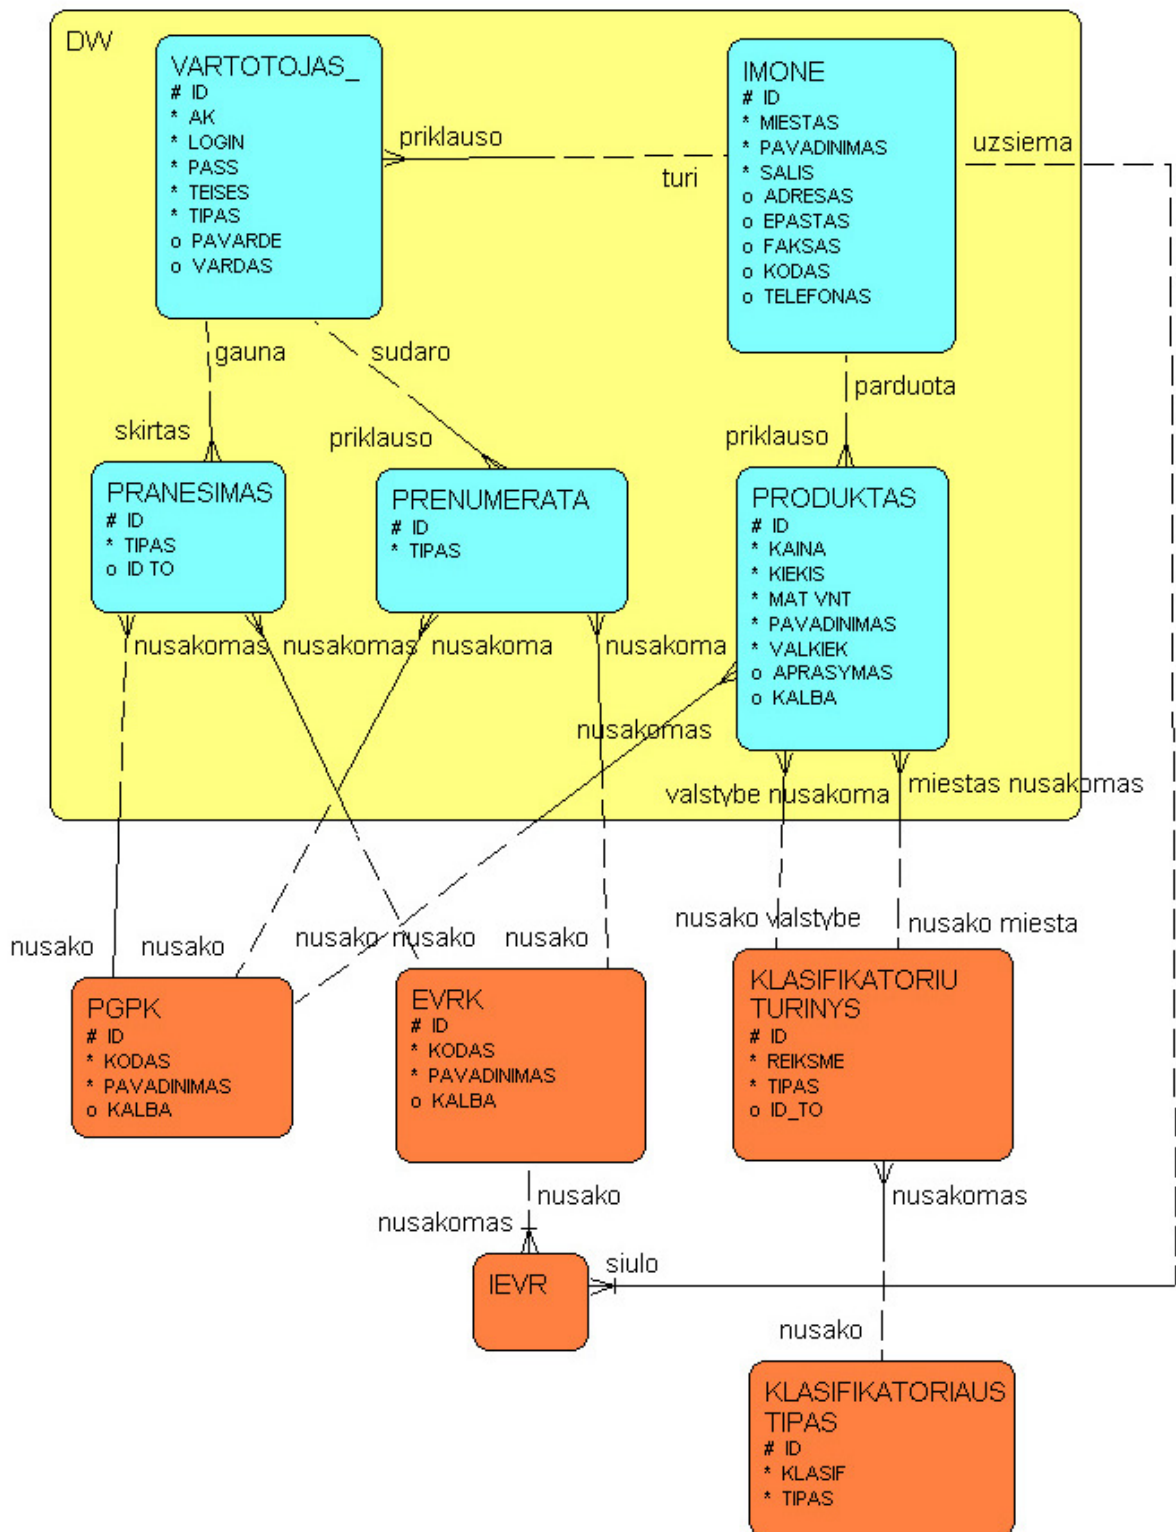 DW
VARTOTOJAS_
# ID
* AK
* LOGIN
* PASS
* TEISES
* TIPAS
o PAVARDE
o VARDAS
IMONE
# ID
* MIESTAS
* PAVADINIMAS
* SALIS
o ADRESAS
o EPASTAS
o FAKSAS
o KODAS
o TELEFONAS
priklauso
turi
uzsiema
gauna
sudaro
parduota
skirtas
priklauso
priklauso
PRANESIMAS
# ID
* TIPAS
o ID TO
PRENUMERATA
# ID
* TIPAS
PRODUKTAS
# ID
* KAINA
* KIEKIS
* MAT VNT
* PAVADINIMAS
* VALKIEK
o APRASYMAS
o KALBA
nusakomas
nusakomas
nusakoma
nusakoma
nusakomas
valstybe nusakoma
miestas nusakomas
nusako
nusako
nusako
nusako
nusako
nusako valstybe
nusako miesta
PGPK
# ID
* KODAS
* PAVADINIMAS
o KALBA
EVRK
# ID
* KODAS
* PAVADINIMAS
o KALBA
KLASIFIKATORIU
TURINYS
# ID
* REIKSME
* TIPAS
o ID_TO
nusako
nusakomas
nusakomas
IEVR
siulo
nusako
KLASIFIKATORIAUS
TIPAS
# ID
* KLASIF
* TIPAS